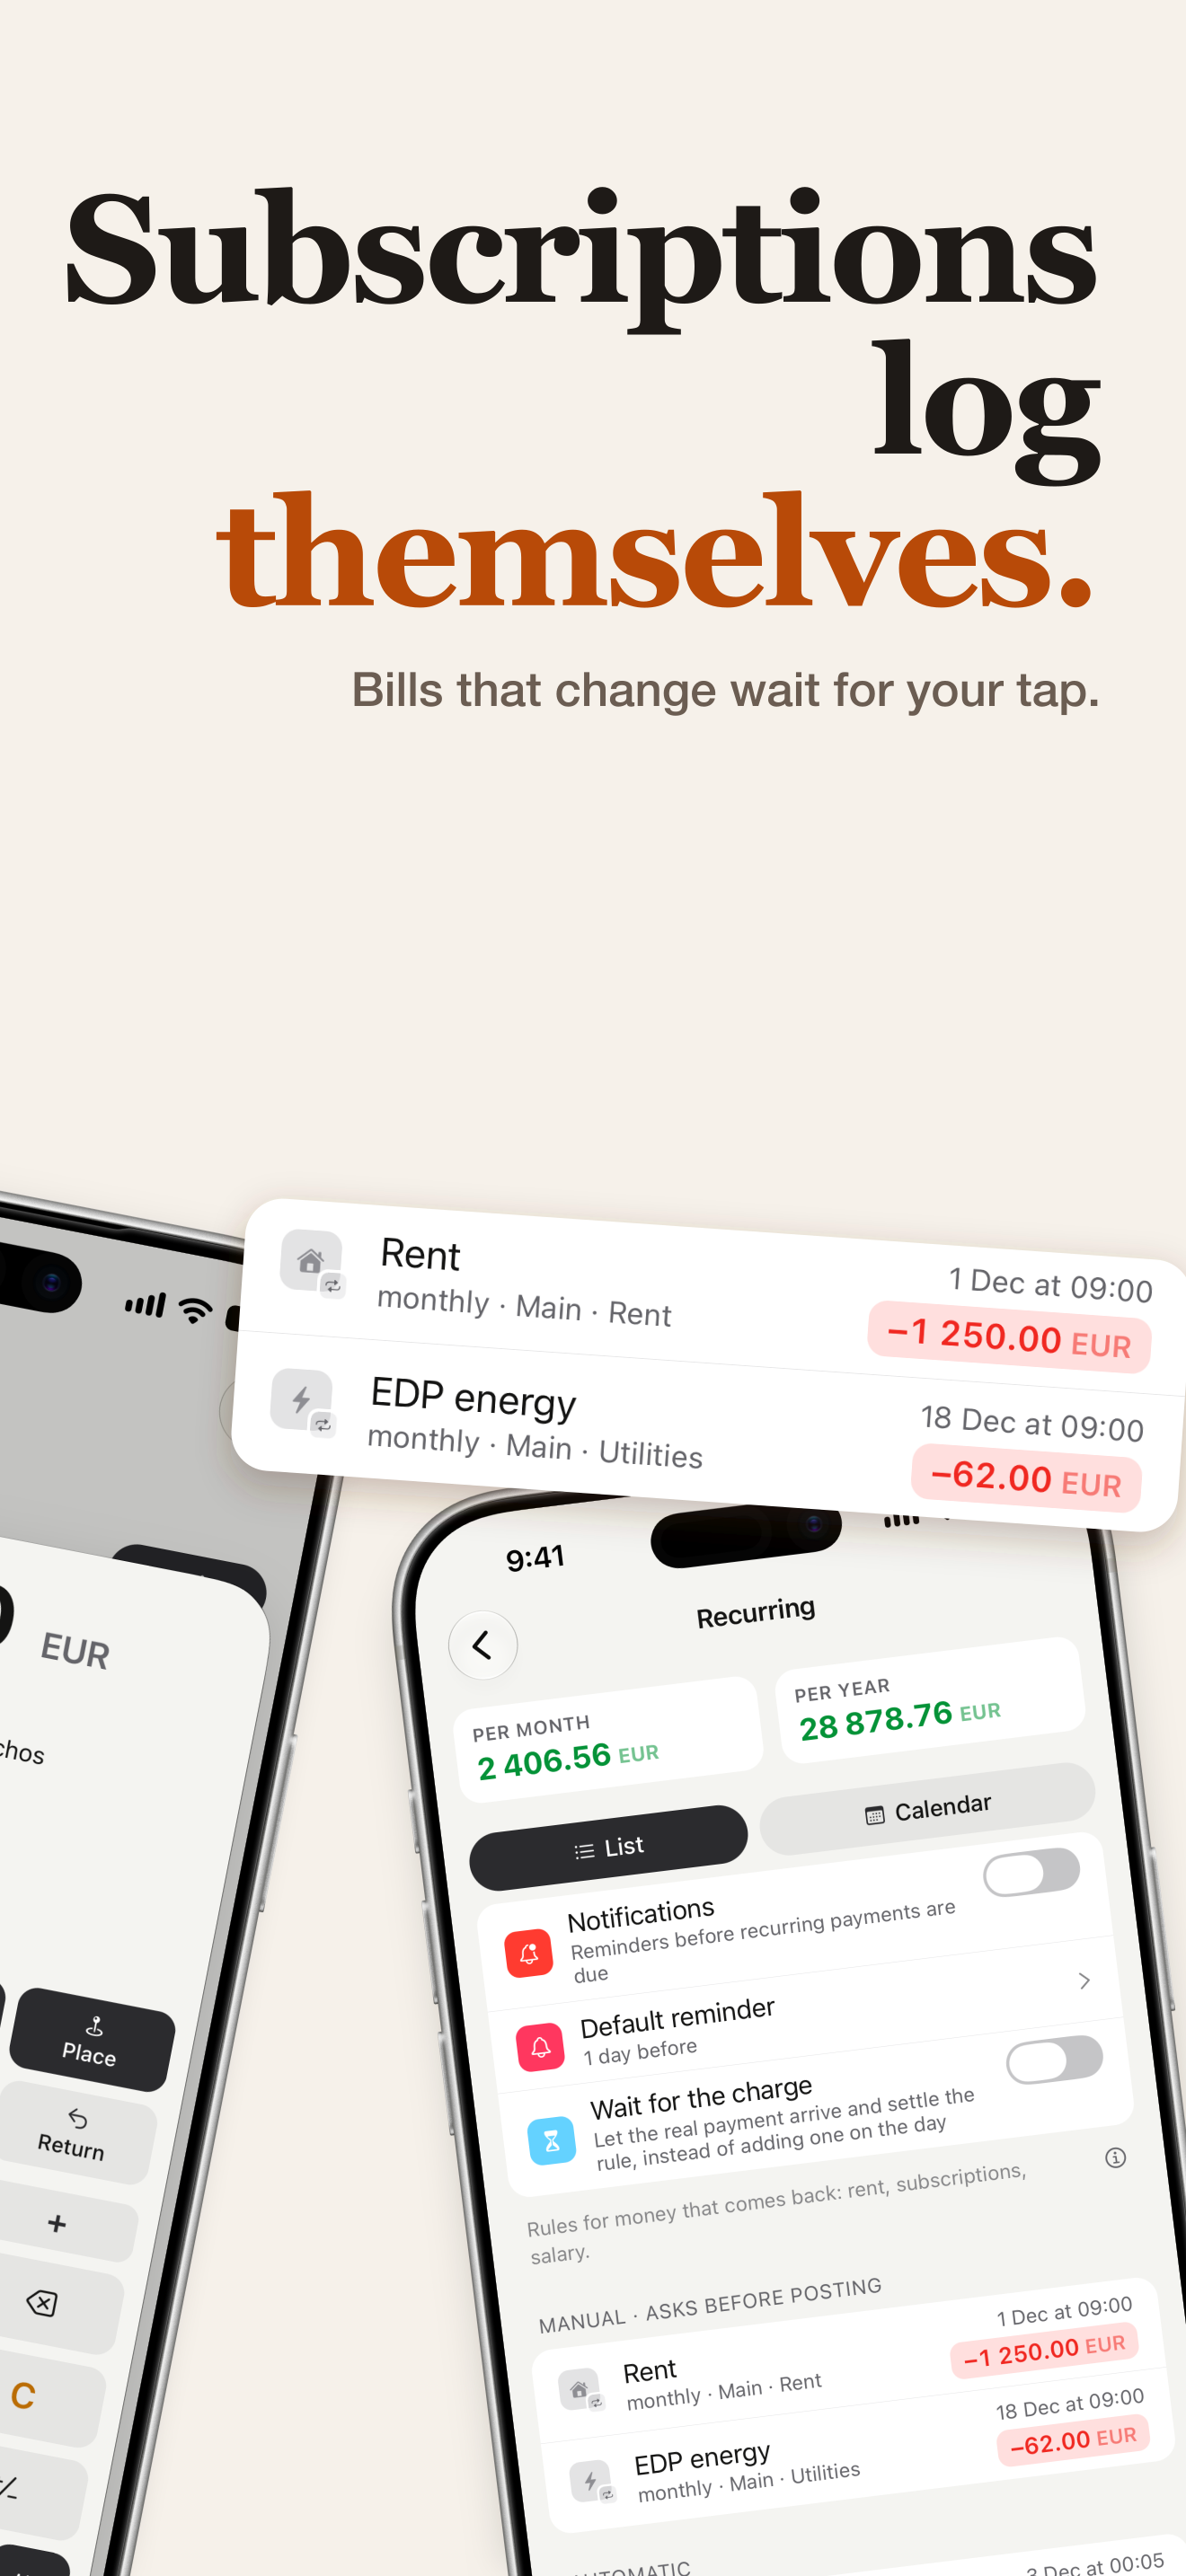 Subscriptions
log
themselves.
Bills that change wait for your tap.
Rent
monthly · Main · Rent
1 Dec at 09:00
−1 250.00 EUR
EDP energy
monthly · Main · Utilities
18 Dec at 09:00
−62.00 EUR
EUR
Place
Return
+
C
9:41
Recurring
PER MONTH
2 406.56 EUR
PER YEAR
28 878.76 EUR
List
Calendar
Notifications
Reminders before recurring payments are
due
Default reminder
1 day before
Wait for the charge
Let the real payment arrive and settle the
rule, instead of adding one on the day
Rules for money that comes back: rent, subscriptions,
salary.
MANUAL · ASKS BEFORE POSTING
Rent
monthly · Main · Rent
1 Dec at 09:00
−1 250.00 EUR
EDP energy
monthly · Main · Utilities
18 Dec at 09:00
−62.00 EUR
3 Dec at 00:05